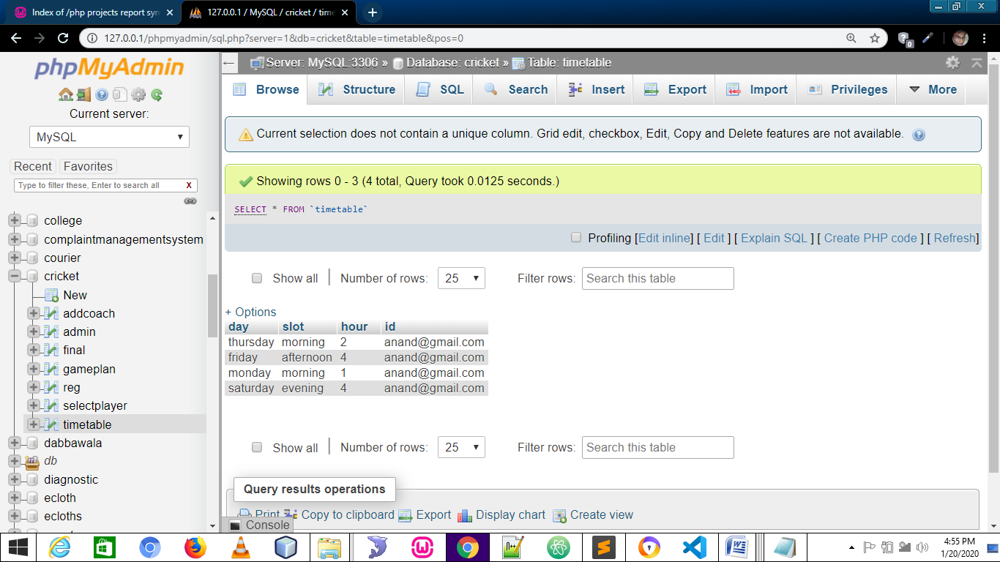 Index of /php projects report syn
127.0.0.1 / MySQL / cricket / time
127.0.0.1/phpmyadmin/sql.php?server=1&db=cricket&table=timetable&pos=0
phpMyAdmin
Current server:
MySQL
Recent Favorites
Type to filter these, Enter to search all X
college
complaintmanagementsystem
courier
cricket
New
addcoach
admin
final
gameplan
reg
selectplayer
timetable
dabbawala
db
diagnostic
ecloth
ecloths
Server: MySQL:3306 » Database: cricket » Table: timetable
Browse Structure SQL Search Insert Export Import Privileges More
Current selection does not contain a unique column. Grid edit, checkbox, Edit, Copy and Delete features are not available.
Showing rows 0 - 3 (4 total, Query took 0.0125 seconds.)
SELECT * FROM `timetable`
Profiling [Edit inline] [ Edit ] [ Explain SQL ] [ Create PHP code ] [ Refresh]
Show all | Number of rows: 25 Filter rows: Search this table
+ Options
day slot hour id
thursday morning 2 anand@gmail.com
friday afternoon 4 anand@gmail.com
monday morning 1 anand@gmail.com
saturday evening 4 anand@gmail.com
Show all | Number of rows: 25 Filter rows: Search this table
Query results operations
Print Copy to clipboard Export Display chart Create view
Console
4:55 PM
1/20/2020